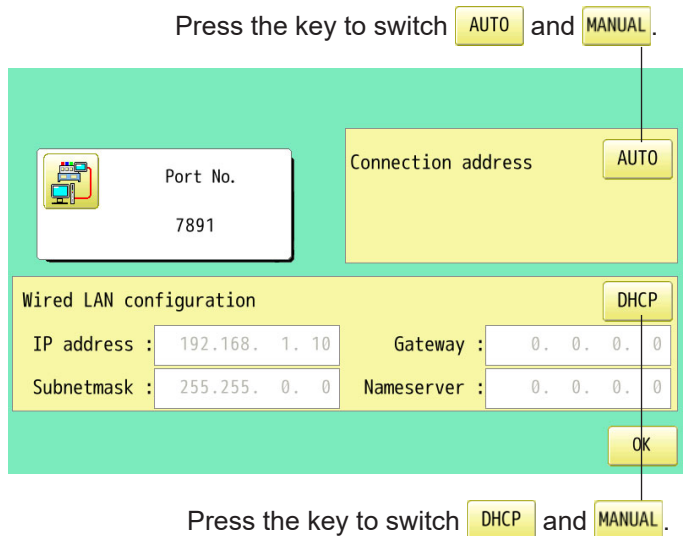 Press the key to switch AUTO and MANUAL.
Connection address AUTO
Port No.
7891
Wired LAN configuration DHCP
IP address : 192.168. 1. 10 Gateway : 0. 0. 0. 0
Subnetmask : 255.255. 0. 0 Nameserver : 0. 0. 0. 0
OK
Press the key to switch DHCP and MANUAL.